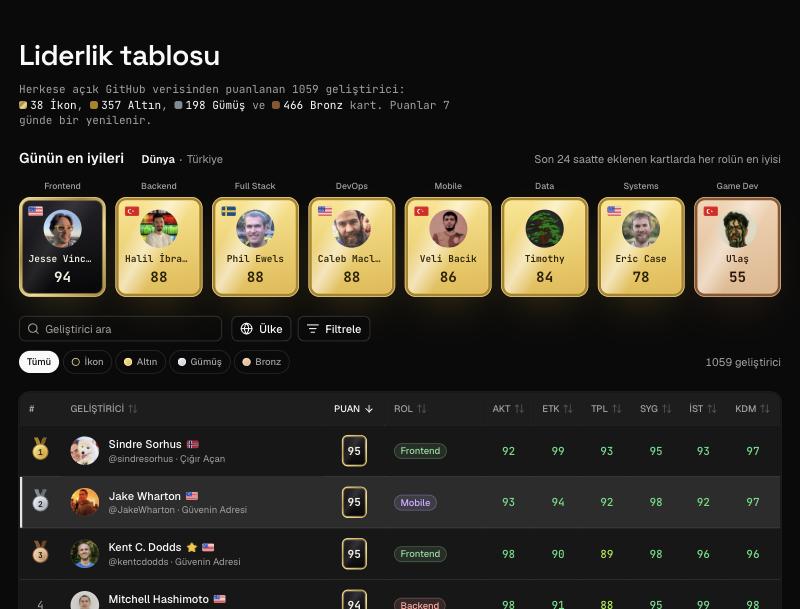 Liderlik tablosu
Herkese açık GitHub verisinden puanlanan 1059 geliştirici:
38 İkon, 357 Altın, 198 Gümüş ve 466 Bronz kart. Puanlar 7
günde bir yenilenir.
Günün en iyileri Dünya · Türkiye Son 24 saatte eklenen kartlarda her rolün en iyisi
Frontend Backend Full Stack DevOps Mobile Data Systems Game Dev
Jesse Vinc… Halil İbra… Phil Ewels Caleb Macl… Veli Bacik Timothy Eric Case Ulaş
94 88 88 88 86 84 78 55
Geliştirici ara Ülke Filtrele
Tümü İkon Altın Gümüş Bronz 1059 geliştirici
# GELİŞTİRİCİ PUAN ROL AKT ETK TPL SYG İST KDM
1 Sindre Sorhus 95 Frontend 92 99 93 95 93 97
@sindresorhus · Çığır Açan
2 Jake Wharton 95 Mobile 93 94 92 98 92 97
@JakeWharton · Güvenin Adresi
3 Kent C. Dodds 95 Frontend 98 90 89 98 96 96
@kentcdodds · Güvenin Adresi
4 Mitchell Hashimoto 94 Backend 98 91 88 95 99 98